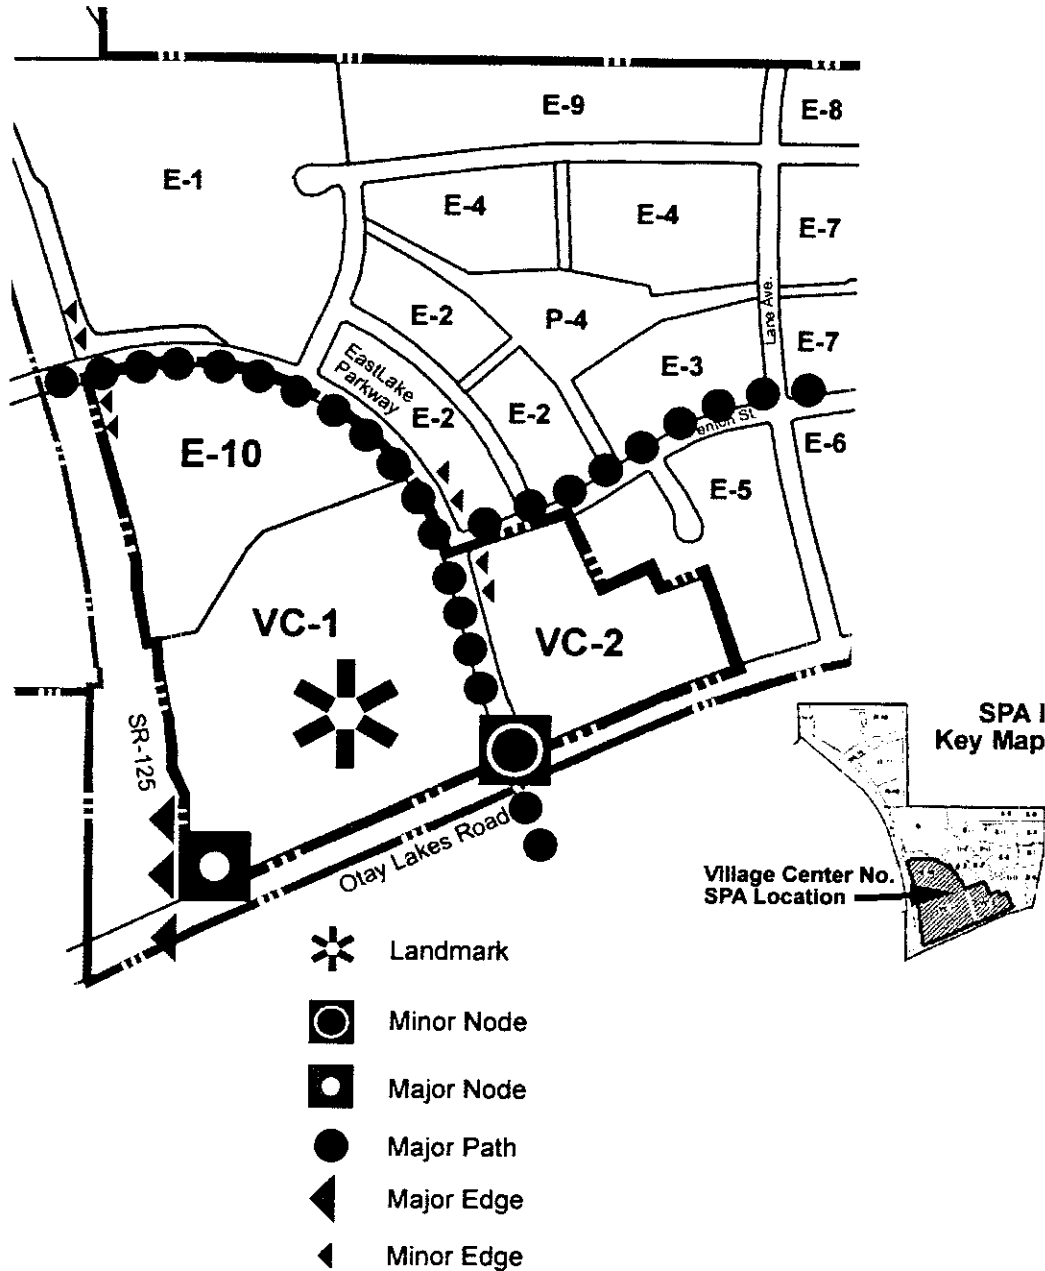 E-9
E-8
E-1
E-4
E-4
E-7
E-2
P-4
Lane Ave.
E-7
EastLake
Parkway
E-3
E-2
E-2
E-10
E-6
E-5
VC-1
VC-2
SR-125
SPA I
Key Map
Otay Lakes Road
Village Center No.
SPA Location
Landmark
Minor Node
Major Node
Major Path
Major Edge
Minor Edge